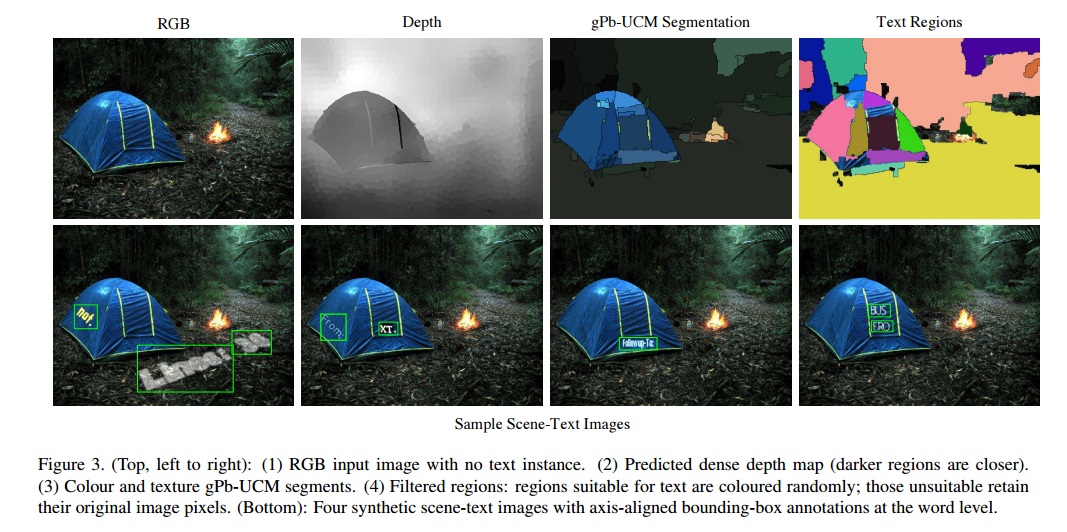 RGB
Depth
gPb-UCM Segmentation
Text Regions
not.
From:
XT.
Followup-To:
BUS
ERO
Sample Scene-Text Images
Figure 3. (Top, left to right): (1) RGB input image with no text instance. (2) Predicted dense depth map (darker regions are closer).
(3) Colour and texture gPb-UCM segments. (4) Filtered regions: regions suitable for text are coloured randomly; those unsuitable retain
their original image pixels. (Bottom): Four synthetic scene-text images with axis-aligned bounding-box annotations at the word level.